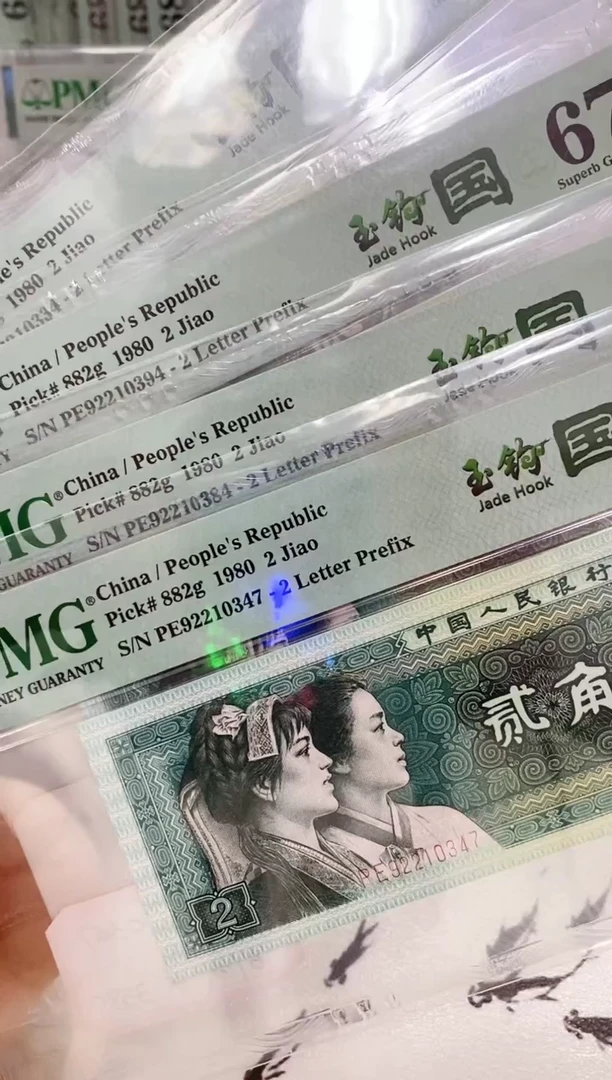 PMG
Jade Hook
67
Superb G
玉钩 国
Jade Hook
e's Republic
1980 2 Jiao
10334 - 2 Letter Prefix
China / People's Republic
Pick# 882g 1980 2 Jiao
S/N PE92210394 - 2 Letter Prefix
玉钩 国
MG® China / People's Republic
Pick# 882g 1980 2 Jiao
S/N PE92210384 - 2 Letter Prefix
GUARANTY
玉钩 国
Jade Hook
MG® China / People's Republic
Pick# 882g 1980 2 Jiao
S/N PE92210347 - 2 Letter Prefix
NEY GUARANTY
中国人民银行
贰角
PE92210347
2